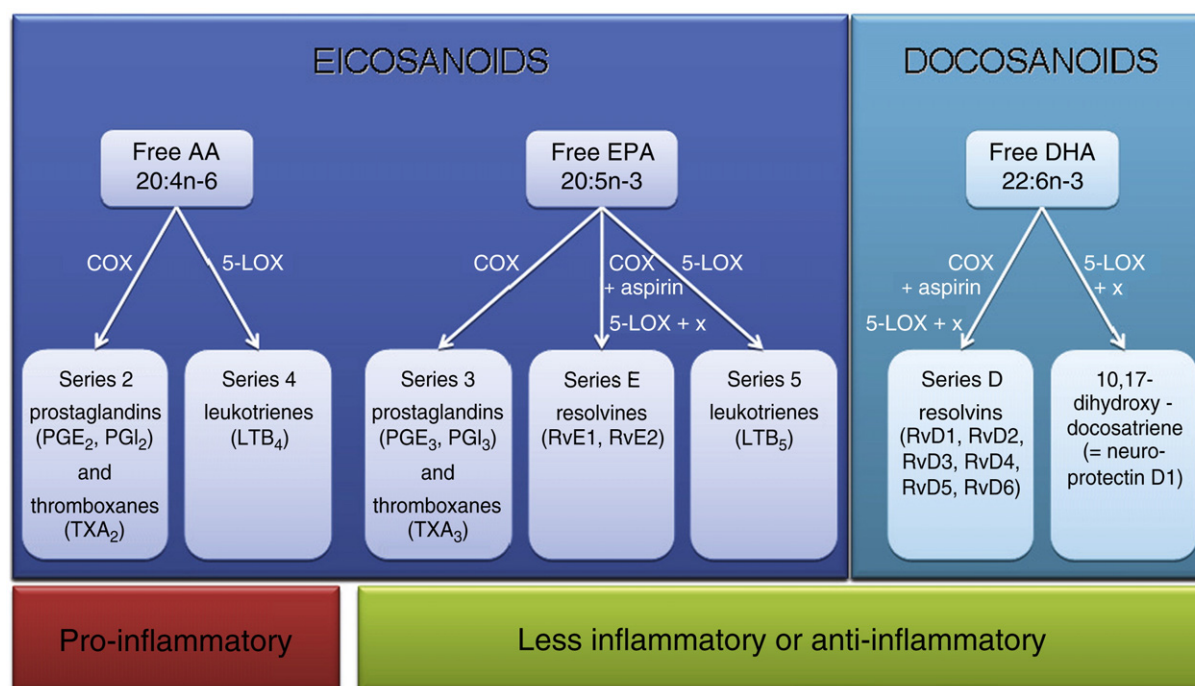 EICOSANOIDS
DOCOSANOIDS
Free AA
20:4n-6
Free EPA
20:5n-3
Free DHA
22:6n-3
COX
5-LOX
COX
COX
+ aspirin
5-LOX + x
5-LOX
COX
+ aspirin
5-LOX + x
5-LOX
+ x
Series 2
prostaglandins
(PGE₂, PGI₂)
and
thromboxanes
(TXA₂)
Series 4
leukotrienes
(LTB₄)
Series 3
prostaglandins
(PGE₃, PGI₃)
and
thromboxanes
(TXA₃)
Series E
resolvines
(RvE1, RvE2)
Series 5
leukotrienes
(LTB₅)
Series D
resolvins
(RvD1, RvD2,
RvD3, RvD4,
RvD5, RvD6)
10,17-
dihydroxy -
docosatriene
(= neuro-
protectin D1)
Pro-inflammatory
Less inflammatory or anti-inflammatory